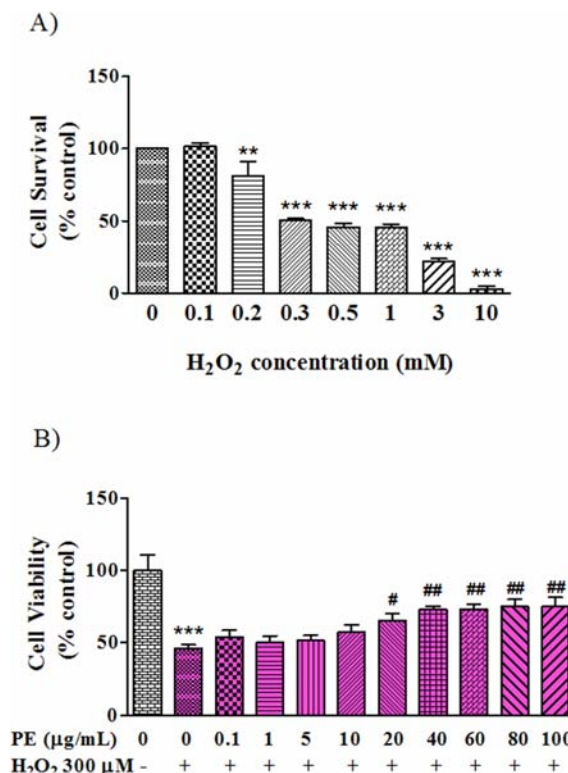 A)
150
100
50
0
Cell Survival
(% control)
**
***
***
***
***
***
0 0.1 0.2 0.3 0.5 1 3 10
H₂O₂ concentration (mM)
B)
150
100
50
0
Cell Viability
(% control)
***
#
##
##
##
##
PE (µg/mL) 0 0 0.1 1 5 10 20 40 60 80 100
H₂O₂ 300 µM - + + + + + + + + + +